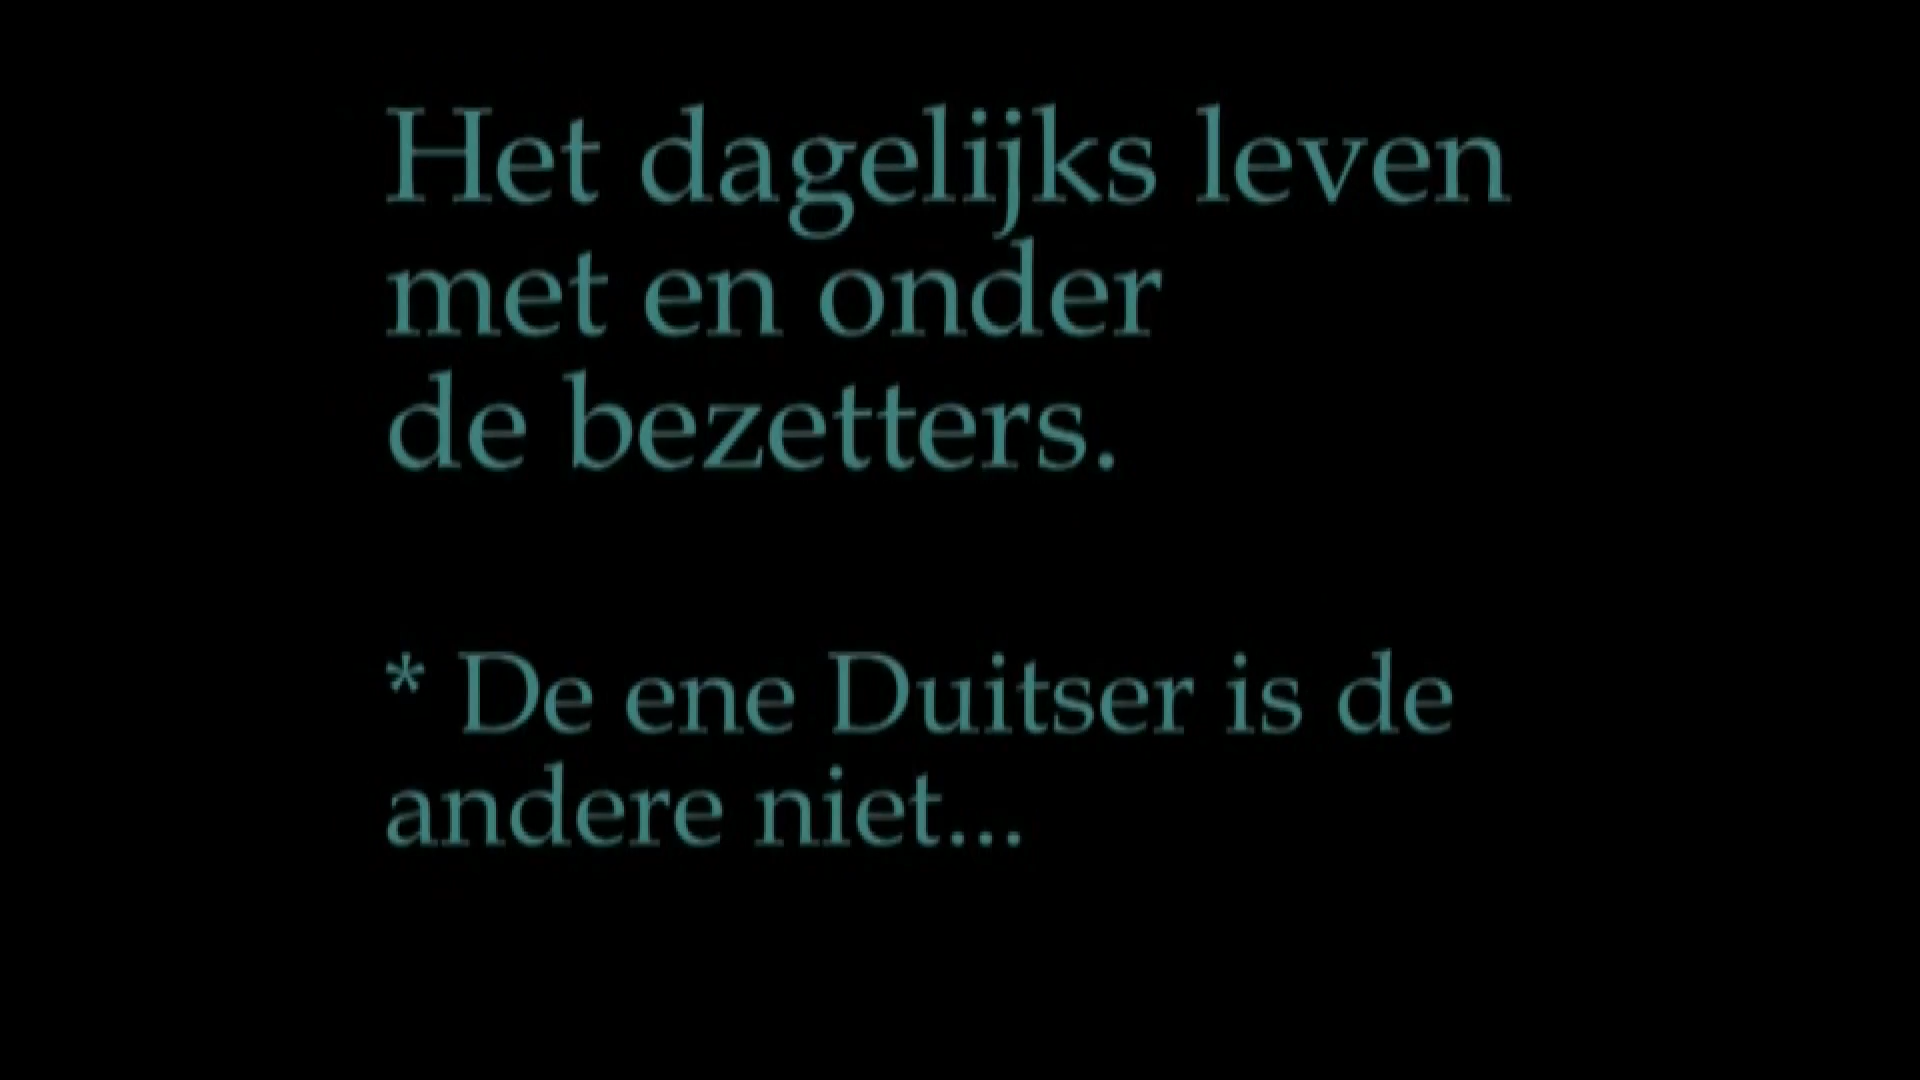 Het dagelijks leven
met en onder
de bezetters.
* De ene Duitser is de
andere niet...